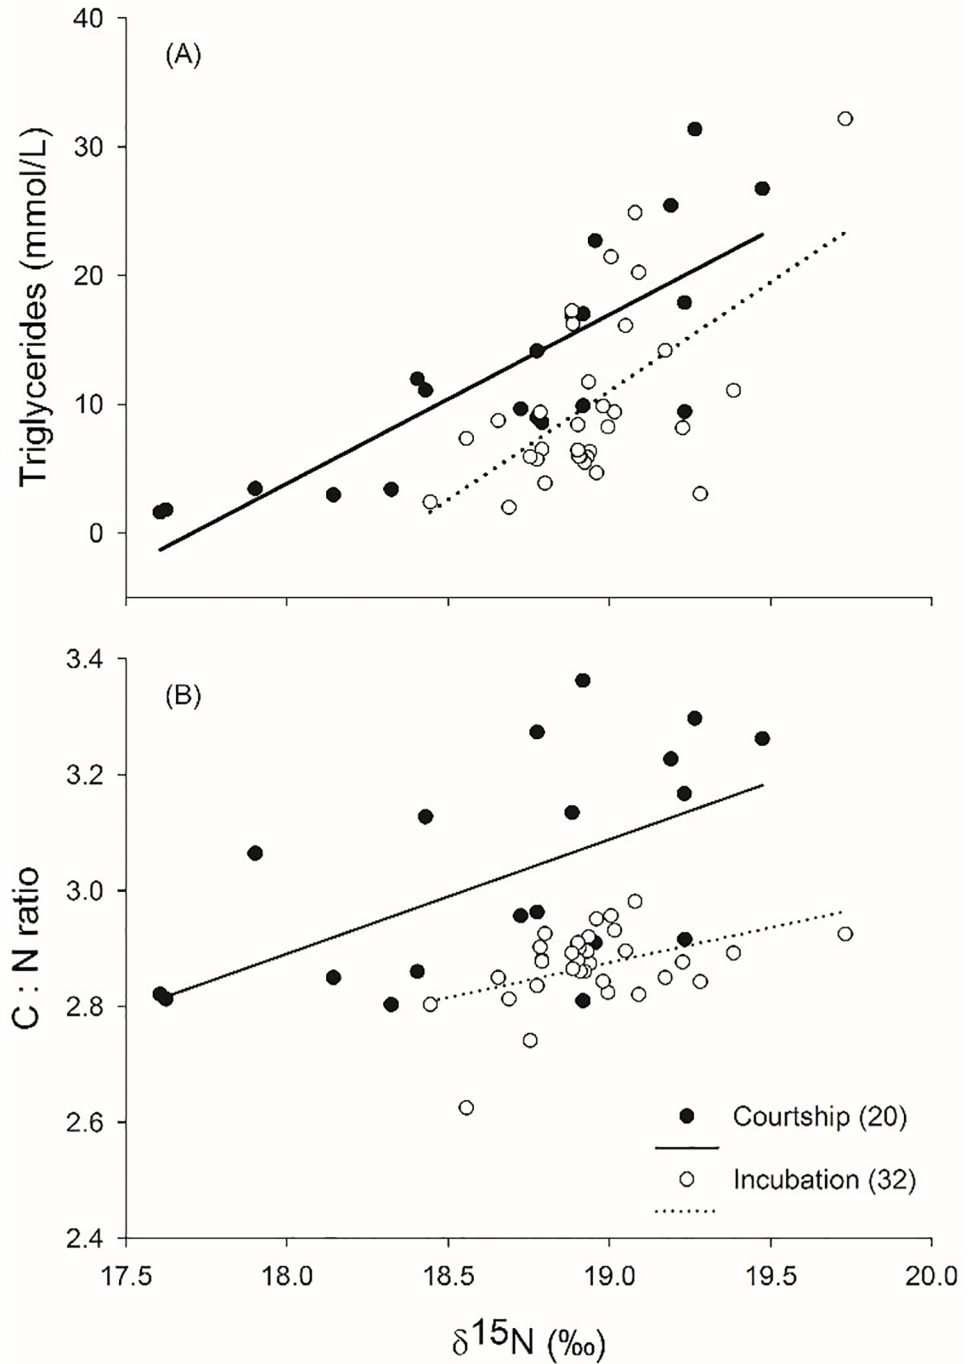 40
(A)
30
20
10
0
Triglycerides (mmol/L)
3.4
(B)
3.2
3.0
2.8
2.6
2.4
C : N ratio
Courtship (20)
Incubation (32)
17.5 18.0 18.5 19.0 19.5 20.0
δ15N (‰)